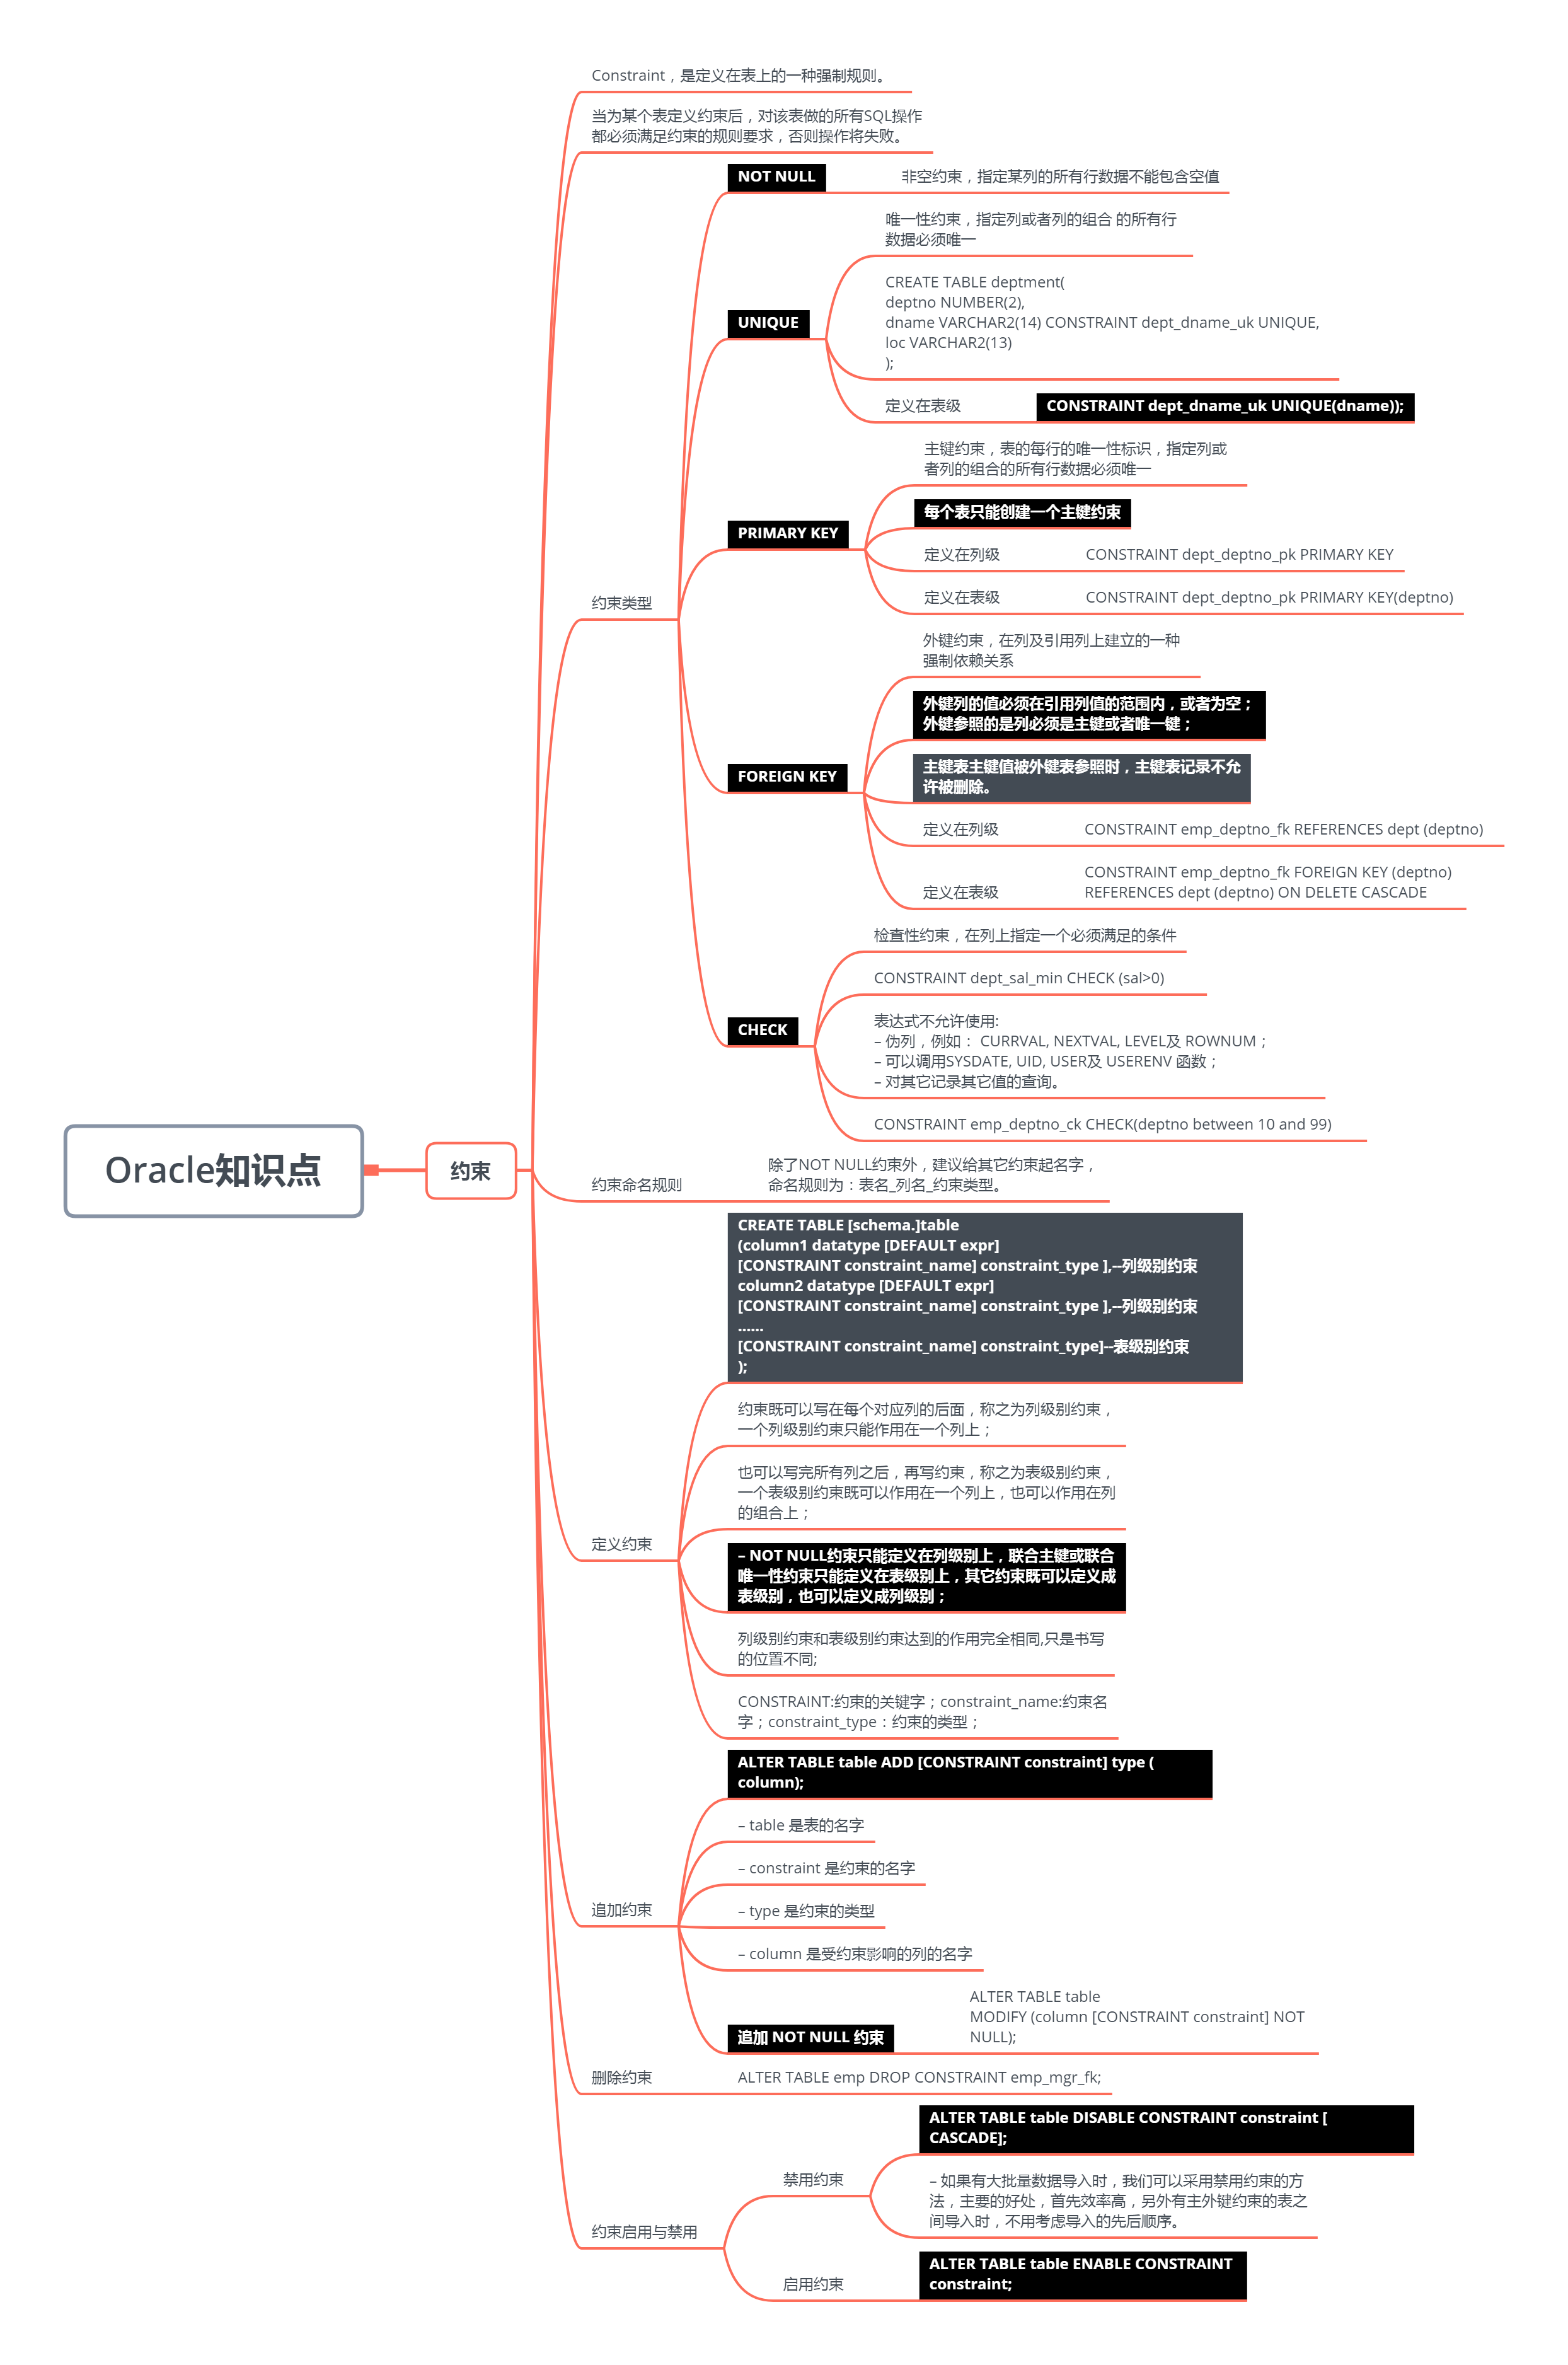 Constraint，是定义在表上的一种强制规则。
当为某个表定义约束后，对该表做的所有SQL操作
都必须满足约束的规则要求，否则操作将失败。
NOT NULL
非空约束，指定某列的所有行数据不能包含空值
唯一性约束，指定列或者列的组合 的所有行
数据必须唯一
CREATE TABLE deptment(
deptno NUMBER(2),
dname VARCHAR2(14) CONSTRAINT dept_dname_uk UNIQUE,
loc VARCHAR2(13)
);
UNIQUE
定义在表级
CONSTRAINT dept_dname_uk UNIQUE(dname));
主键约束，表的每行的唯一性标识，指定列或
者列的组合的所有行数据必须唯一
每个表只能创建一个主键约束
PRIMARY KEY
定义在列级
CONSTRAINT dept_deptno_pk PRIMARY KEY
定义在表级
CONSTRAINT dept_deptno_pk PRIMARY KEY(deptno)
约束类型
外键约束，在列及引用列上建立的一种
强制依赖关系
外键列的值必须在引用列值的范围内，或者为空；
外键参照的是列必须是主键或者唯一键；
主键表主键值被外键表参照时，主键表记录不允
许被删除。
FOREIGN KEY
定义在列级
CONSTRAINT emp_deptno_fk REFERENCES dept (deptno)
定义在表级
CONSTRAINT emp_deptno_fk FOREIGN KEY (deptno)
REFERENCES dept (deptno) ON DELETE CASCADE
检查性约束，在列上指定一个必须满足的条件
CONSTRAINT dept_sal_min CHECK (sal>0)
CHECK
表达式不允许使用:
– 伪列，例如： CURRVAL, NEXTVAL, LEVEL及 ROWNUM；
– 可以调用SYSDATE, UID, USER及 USERENV 函数；
– 对其它记录其它值的查询。
CONSTRAINT emp_deptno_ck CHECK(deptno between 10 and 99)
Oracle知识点
约束
约束命名规则
除了NOT NULL约束外，建议给其它约束起名字，
命名规则为：表名_列名_约束类型。
CREATE TABLE [schema.]table
(column1 datatype [DEFAULT expr]
[CONSTRAINT constraint_name] constraint_type ],--列级别约束
column2 datatype [DEFAULT expr]
[CONSTRAINT constraint_name] constraint_type ],--列级别约束
......
[CONSTRAINT constraint_name] constraint_type]--表级别约束
);
约束既可以写在每个对应列的后面，称之为列级别约束，
一个列级别约束只能作用在一个列上；
也可以写完所有列之后，再写约束，称之为表级别约束，
一个表级别约束既可以作用在一个列上，也可以作用在列
的组合上；
定义约束
– NOT NULL约束只能定义在列级别上，联合主键或联合
唯一性约束只能定义在表级别上，其它约束既可以定义成
表级别，也可以定义成列级别；
列级别约束和表级别约束达到的作用完全相同,只是书写
的位置不同;
CONSTRAINT:约束的关键字；constraint_name:约束名
字；constraint_type：约束的类型；
ALTER TABLE table ADD [CONSTRAINT constraint] type (
column);
– table 是表的名字
– constraint 是约束的名字
追加约束
– type 是约束的类型
– column 是受约束影响的列的名字
追加 NOT NULL 约束
ALTER TABLE table
MODIFY (column [CONSTRAINT constraint] NOT
NULL);
删除约束
ALTER TABLE emp DROP CONSTRAINT emp_mgr_fk;
约束启用与禁用
禁用约束
ALTER TABLE table DISABLE CONSTRAINT constraint [
CASCADE];
– 如果有大批量数据导入时，我们可以采用禁用约束的方
法，主要的好处，首先效率高，另外有主外键约束的表之
间导入时，不用考虑导入的先后顺序。
启用约束
ALTER TABLE table ENABLE CONSTRAINT
constraint;